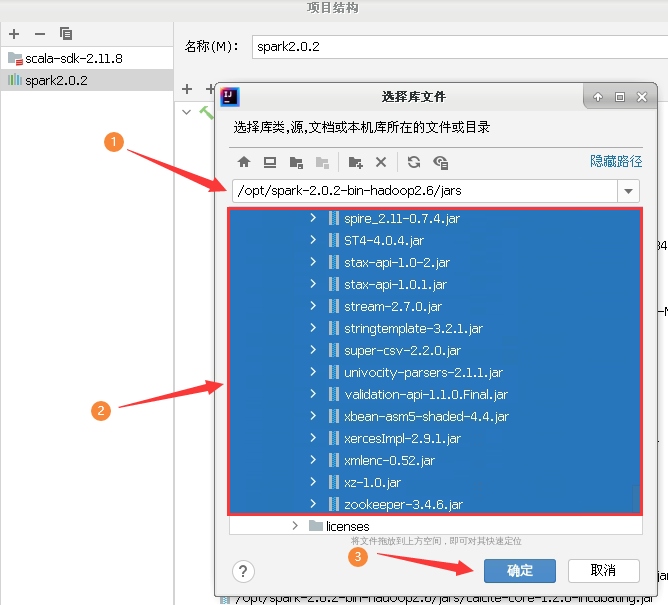 项目结构
scala-sdk-2.11.8
spark2.0.2
名称(M):
spark2.0.2
选择库文件
选择库类,源,文档或本机库所在的文件或目录
隐藏路径
1
/opt/spark-2.0.2-bin-hadoop2.6/jars
spire_2.11-0.7.4.jar
ST4-4.0.4.jar
stax-api-1.0-2.jar
stax-api-1.0.1.jar
stream-2.7.0.jar
stringtemplate-3.2.1.jar
super-csv-2.2.0.jar
univocity-parsers-2.1.1.jar
validation-api-1.1.0.Final.jar
2
xbean-asm5-shaded-4.4.jar
xercesImpl-2.9.1.jar
xmlenc-0.52.jar
xz-1.0.jar
zookeeper-3.4.6.jar
licenses
将文件拖放到上方空间，即可对其快速定位
3
?
确定
取消
/opt/spark-2.0.2-bin-hadoop2.6/jars/calcite-core-1.2.0-incubating.jar